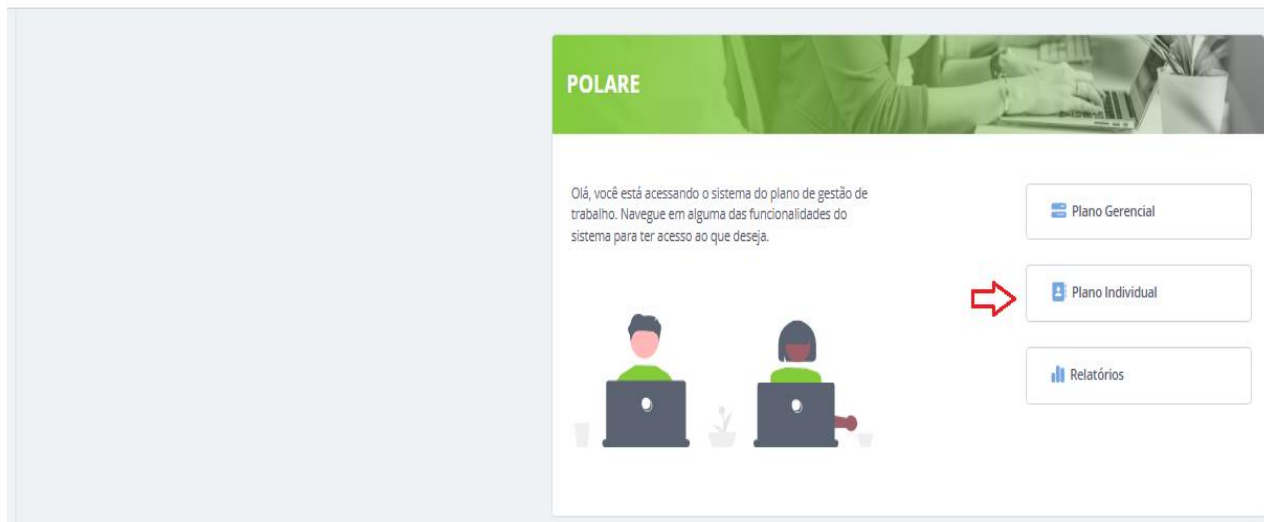 POLARE
Olá, você está acessando o sistema do plano de gestão de
trabalho. Navegue em alguma das funcionalidades do
sistema para ter acesso ao que deseja.
Plano Gerencial
Plano Individual
Relatórios